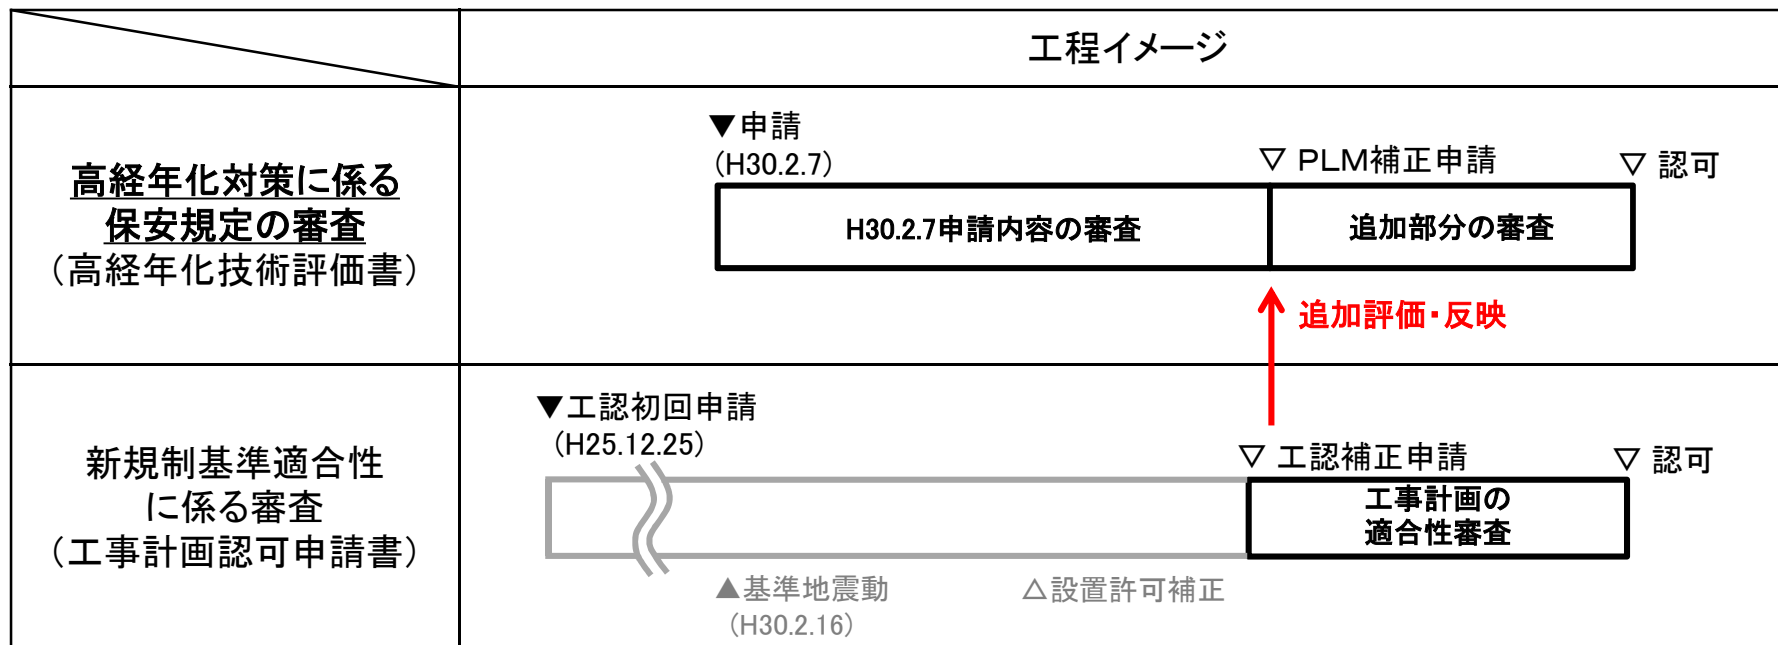 工程イメージ
高経年化対策に係る
保安規定の審査
（高経年化技術評価書）
▼申請
（H30.2.7）
▽ PLM補正申請
▽ 認可
H30.2.7申請内容の審査
追加部分の審査
追加評価・反映
新規制基準適合性
に係る審査
（工事計画認可申請書）
▼工認初回申請
（H25.12.25）
▽ 工認補正申請
▽ 認可
工事計画の
適合性審査
▲基準地震動
（H30.2.16）
△設置許可補正